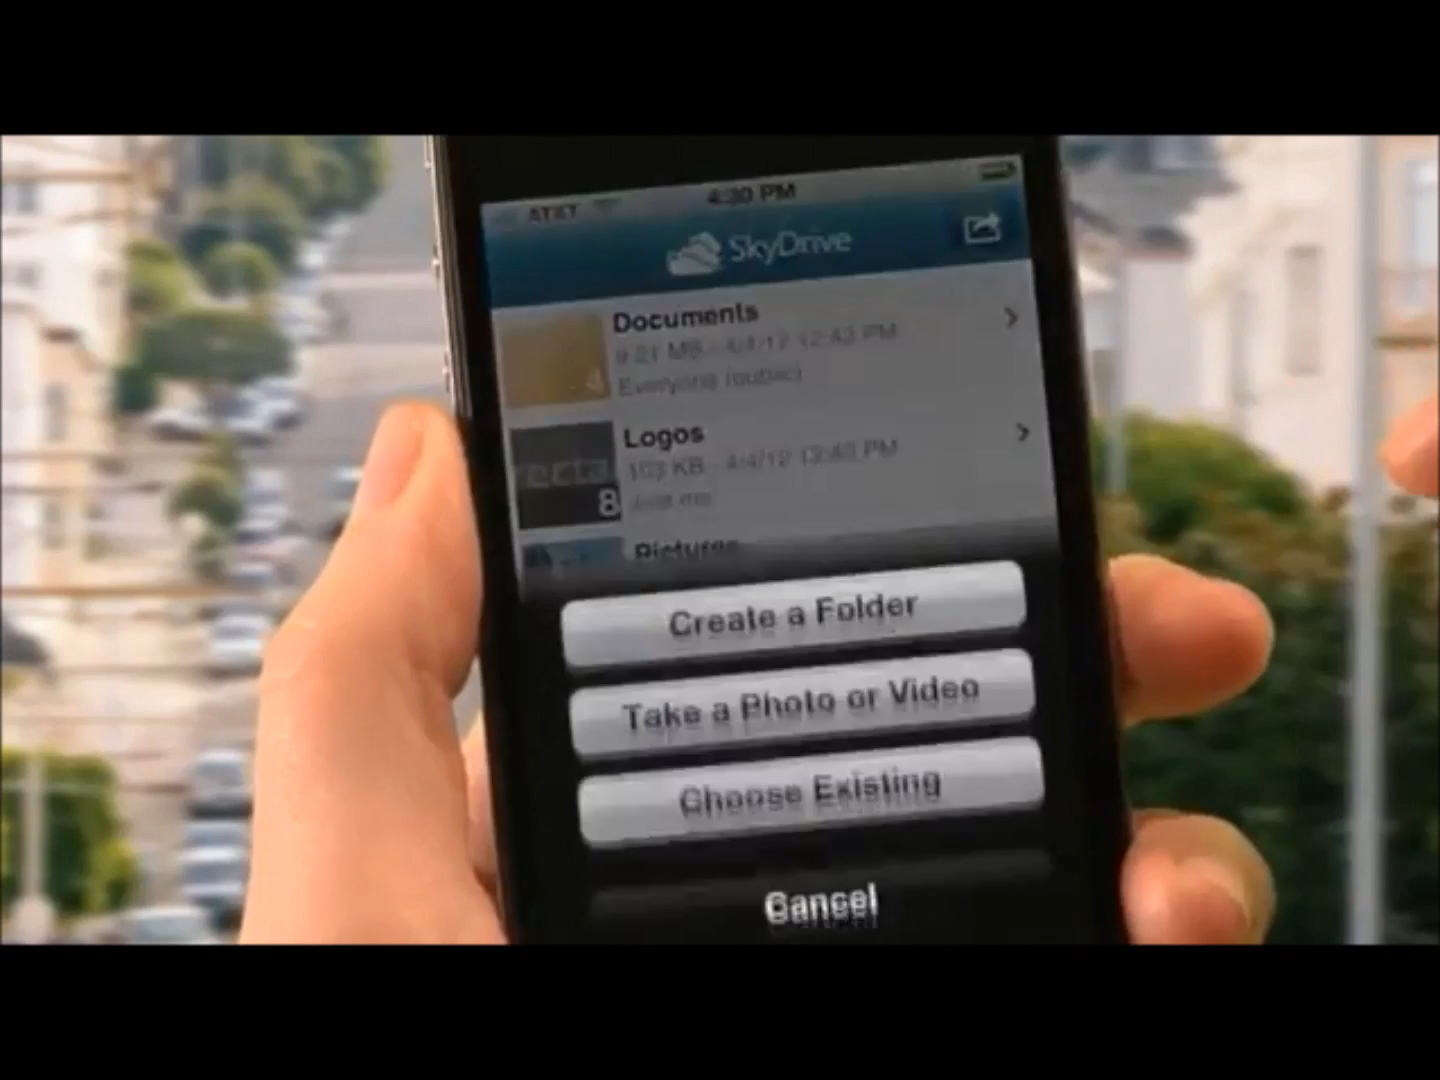 AT&T
4:30 PM
SkyDrive
Documents
9.21 MB - 4/4/12 12:43 PM
Everyone (public)
Logos
8
103 KB - 4/4/12 12:43 PM
Just me
Pictures
Create a Folder
Take a Photo or Video
Choose Existing
Cancel